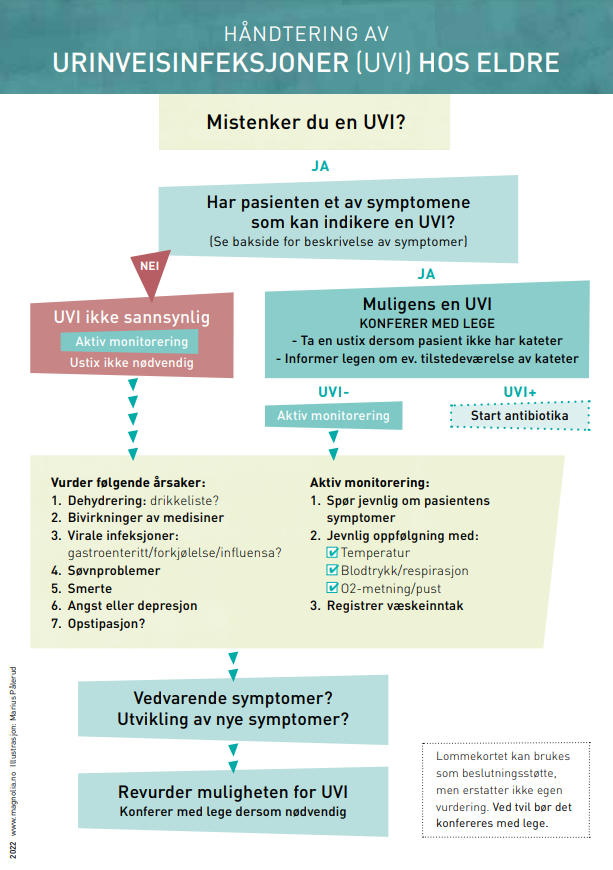 HÅNDTERING AV
URINVEISINFEKSJONER (UVI) HOS ELDRE
Mistenker du en UVI?
JA
Har pasienten et av symptomene
som kan indikere en UVI?
(Se bakside for beskrivelse av symptomer)
NEI
JA
UVI ikke sannsynlig
Aktiv monitorering
Ustix ikke nødvendig
Muligens en UVI
KONFERER MED LEGE
- Ta en ustix dersom pasient ikke har kateter
- Informer legen om ev. tilstedeværelse av kateter
UVI-
Aktiv monitorering
UVI+
Start antibiotika
Vurder følgende årsaker:
1. Dehydrering: drikkeliste?
2. Bivirkninger av medisiner
3. Virale infeksjoner:
gastroenteritt/forkjølelse/influensa?
4. Søvnproblemer
5. Smerte
6. Angst eller depresjon
7. Opstipasjon?
Aktiv monitorering:
1. Spør jevnlig om pasientens
symptomer
2. Jevnlig oppfølgning med:
Temperatur
Blodtrykk/respirasjon
O2-metning/pust
3. Registrer væskeinntak
Vedvarende symptomer?
Utvikling av nye symptomer?
Revurder muligheten for UVI
Konferer med lege dersom nødvendig
Lommekortet kan brukes
som beslutningsstøtte,
men erstatter ikke egen
vurdering. Ved tvil bør det
konfereres med lege.
2022 www.magnolia.no Illustrasjon: Marius Pålerud